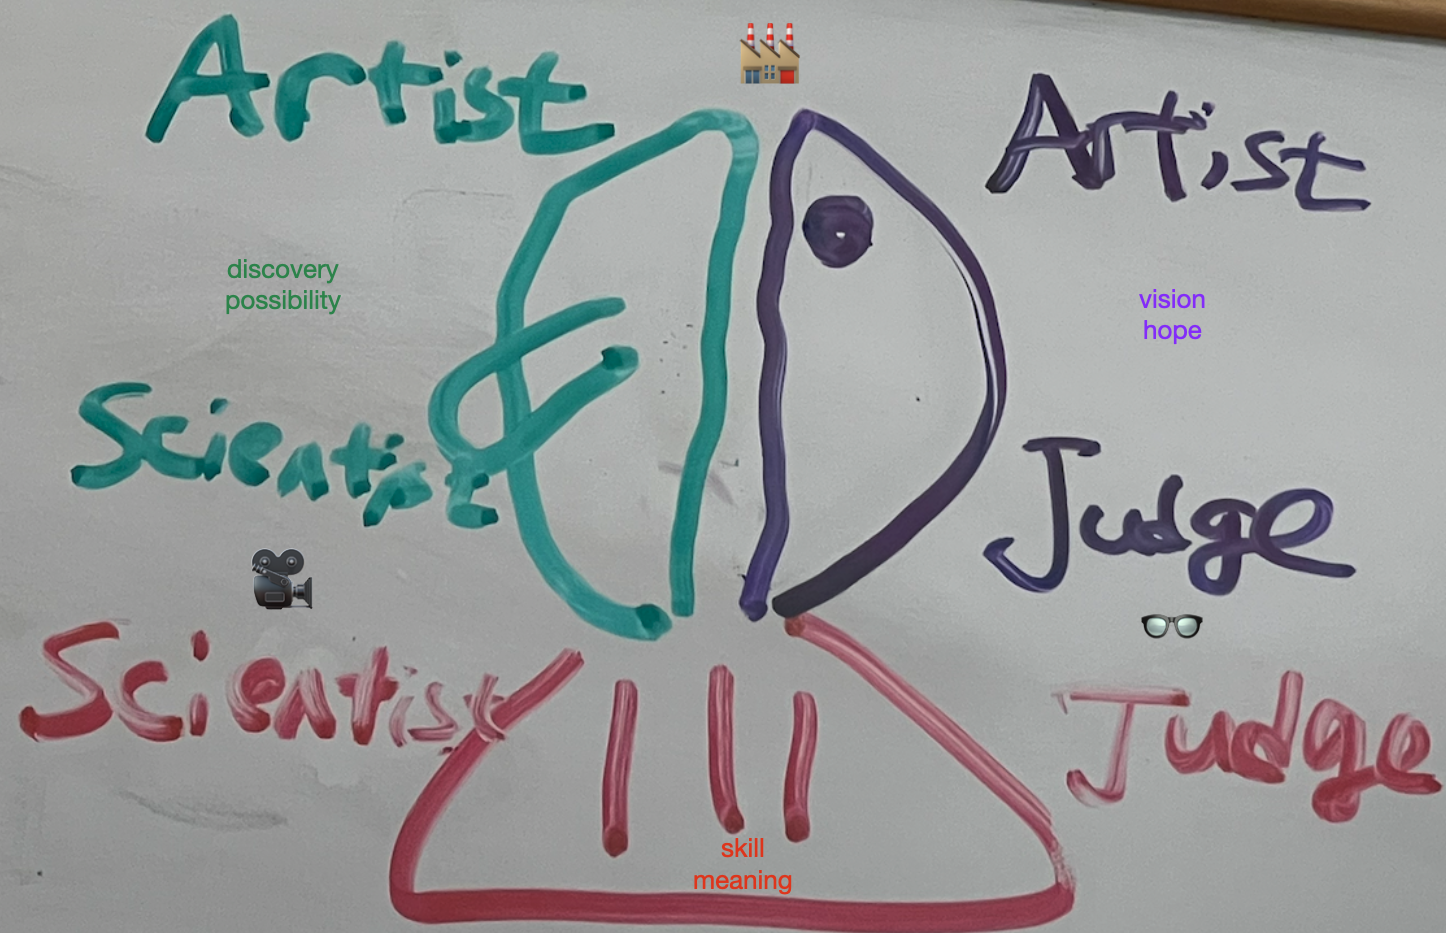 Artist
Artist
discovery
possibility
vision
hope
Scientist
Judge
Scientist
Judge
skill
meaning